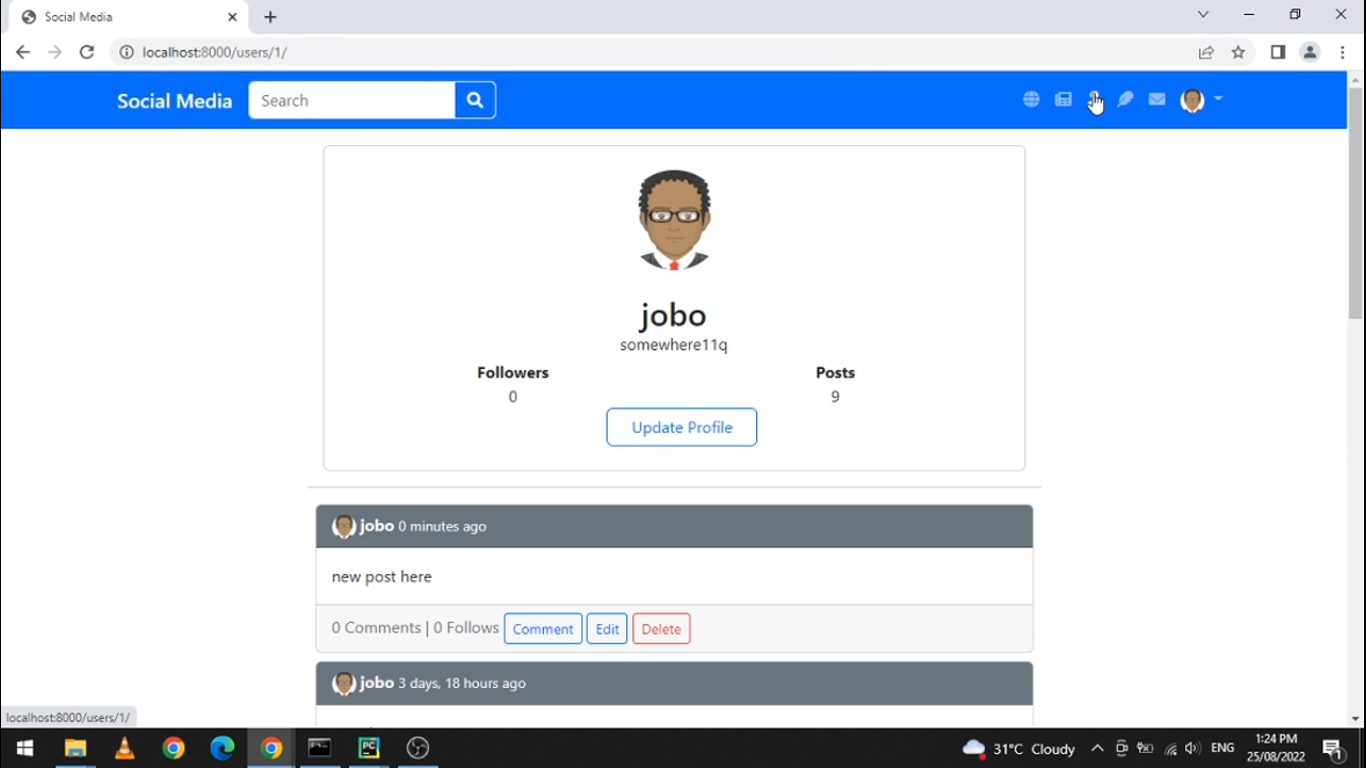 Social Media
localhost:8000/users/1/
Social Media
Search
jobo
somewhere11q
Followers
Posts
0
9
Update Profile
jobo 0 minutes ago
new post here
0 Comments | 0 Follows Comment Edit Delete
jobo 3 days, 18 hours ago
localhost:8000/users/1/
PC
31°C Cloudy
ENG
1:24 PM
25/08/2022
1